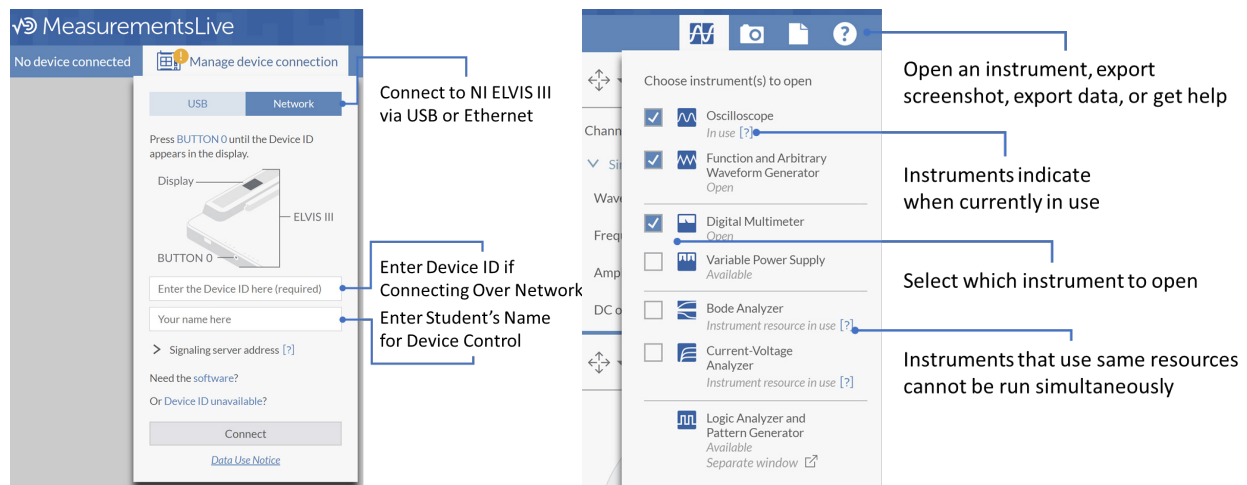 MeasurementsLive
No device connected
Manage device connection
USB
Network
Press BUTTON 0 until the Device ID
appears in the display.
Display
ELVIS III
BUTTON 0
Enter the Device ID here (required)
Your name here
Signaling server address [?]
Need the software?
Or Device ID unavailable?
Connect
Data Use Notice
Connect to NI ELVIS III
via USB or Ethernet
Enter Device ID if
Connecting Over Network
Enter Student's Name
for Device Control
?
Chann
Sin
Wave
Frequ
Amp
DC o
Choose instrument(s) to open
Oscilloscope
In use [?]
Function and Arbitrary
Waveform Generator
Open
Digital Multimeter
Open
Variable Power Supply
Available
Bode Analyzer
Instrument resource in use [?]
Current-Voltage
Analyzer
Instrument resource in use [?]
Logic Analyzer and
Pattern Generator
Available
Separate window
Open an instrument, export
screenshot, export data, or get help
Instruments indicate
when currently in use
Select which instrument to open
Instruments that use same resources
cannot be run simultaneously